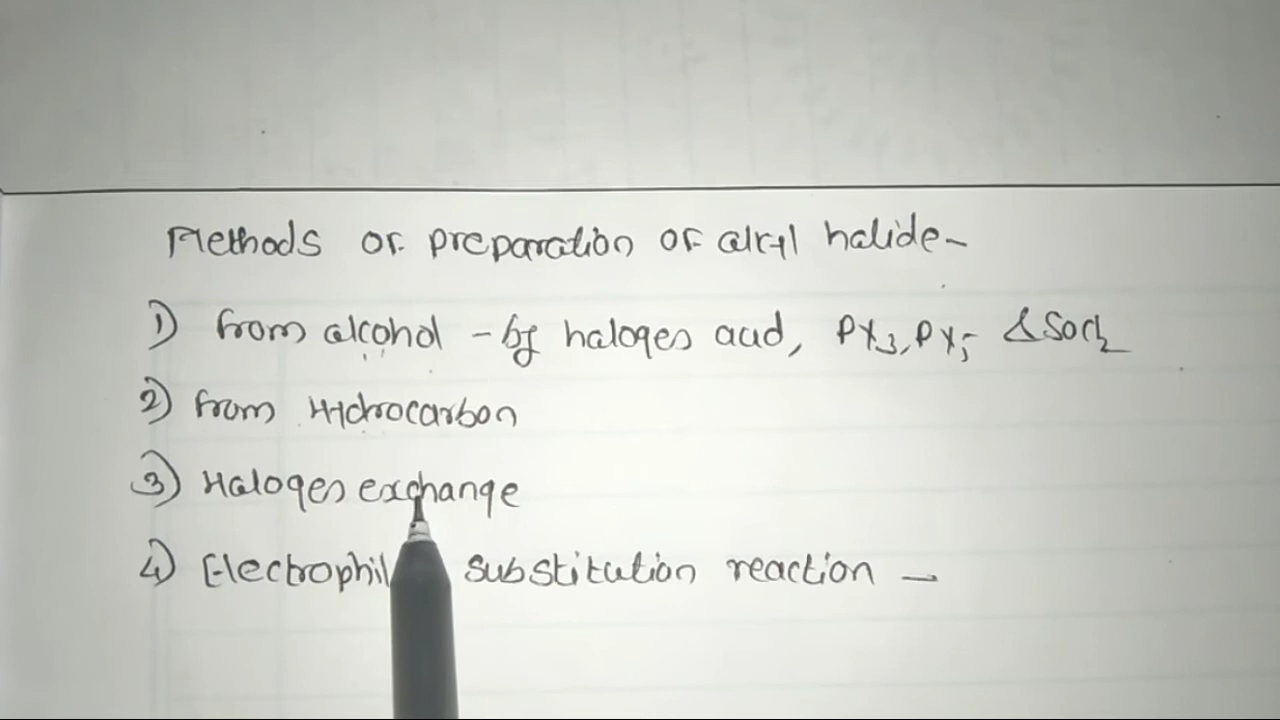 Methods of preparation of alkyl halide-
1) from alcohol - by halogen acid, PX3, PX5 & SOCl2
2) from Hydrocarbon
3) Halogen exchange
4) Electrophil substitution reaction -